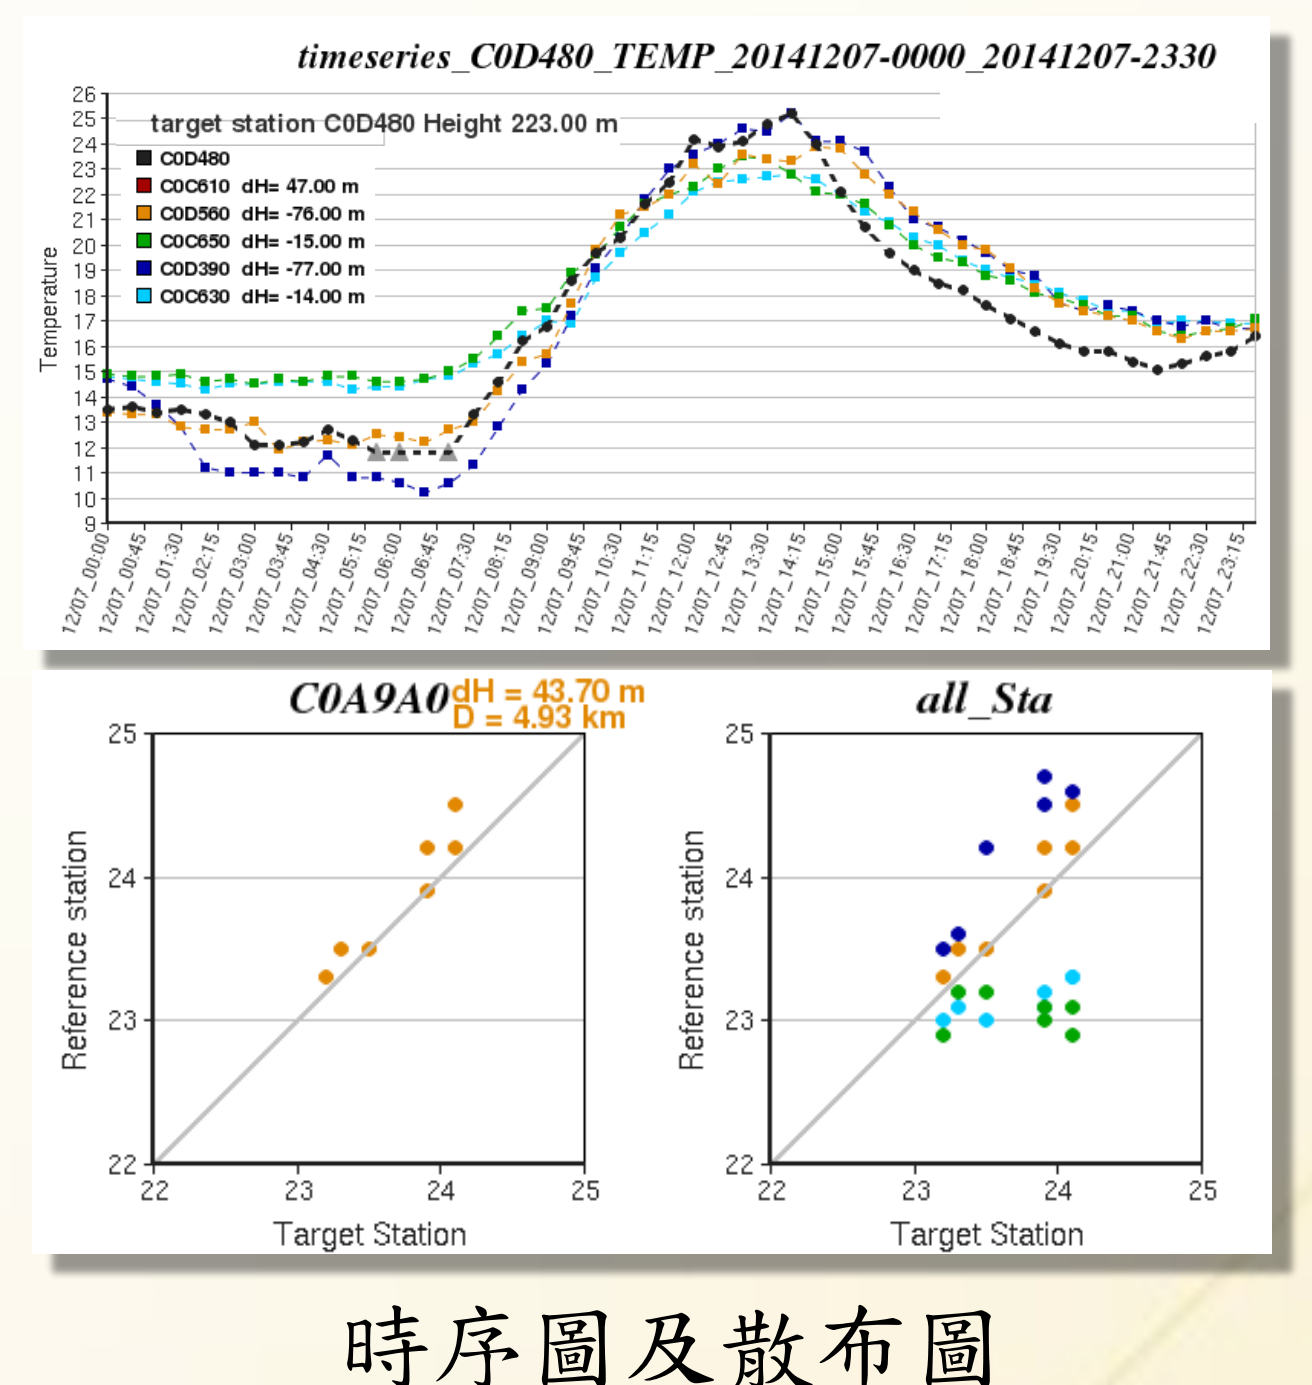 timeseries_C0D480_TEMP_20141207-0000_20141207-2330
target station C0D480 Height 223.00 m
C0D480
C0C610 dH= 47.00 m
C0D560 dH= -76.00 m
C0C650 dH= -15.00 m
C0D390 dH= -77.00 m
C0C630 dH= -14.00 m
Temperature
26
25
24
23
22
21
20
19
18
17
16
15
14
13
12
11
10
9
12/07_00:00
12/07_00:45
12/07_01:30
12/07_02:15
12/07_03:00
12/07_03:45
12/07_04:30
12/07_05:15
12/07_06:00
12/07_06:45
12/07_07:30
12/07_08:15
12/07_09:00
12/07_09:45
12/07_10:30
12/07_11:15
12/07_12:00
12/07_12:45
12/07_13:30
12/07_14:15
12/07_15:00
12/07_15:45
12/07_16:30
12/07_17:15
12/07_18:00
12/07_18:45
12/07_19:30
12/07_20:15
12/07_21:00
12/07_21:45
12/07_22:30
12/07_23:15
C0A9A0
dH = 43.70 m
D = 4.93 km
Reference station
25
24
23
22
22 23 24 25
Target Station
all_Sta
Reference station
25
24
23
22
22 23 24 25
Target Station
時序圖及散布圖